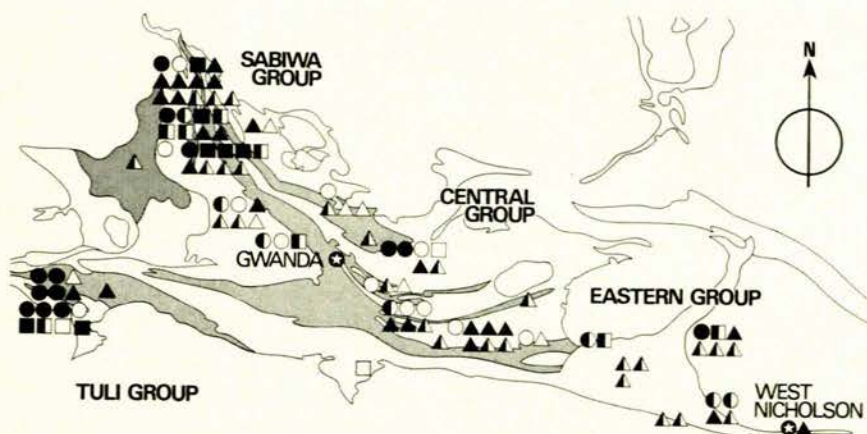 SABIWA
GROUP
N
CENTRAL
GROUP
GWANDA
EASTERN GROUP
TULI GROUP
WEST
NICHOLSON